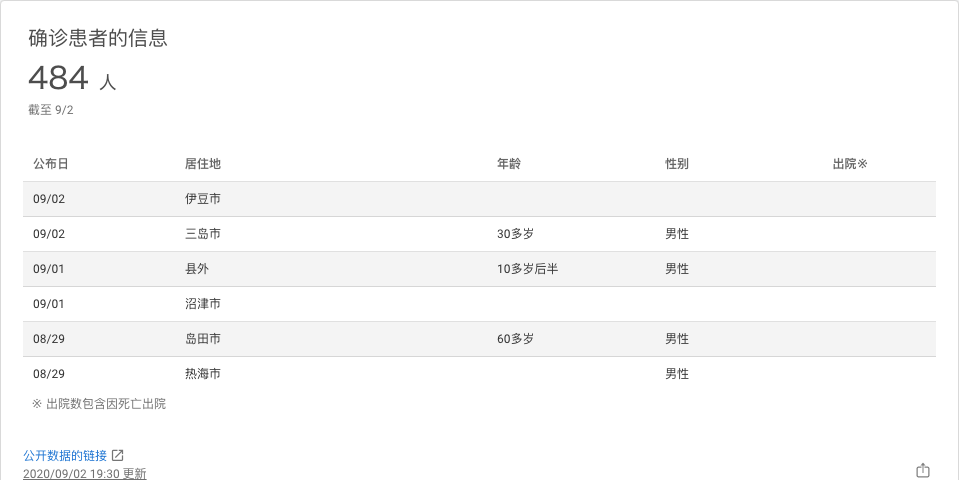 确诊患者的信息
484 人
截至 9/2
公布日 居住地 年龄 性别 出院※
09/02 伊豆市
09/02 三岛市 30多岁 男性
09/01 县外 10多岁后半 男性
09/01 沼津市
08/29 岛田市 60多岁 男性
08/29 热海市 男性
※ 出院数包含因死亡出院
公开数据的链接
2020/09/02 19:30 更新